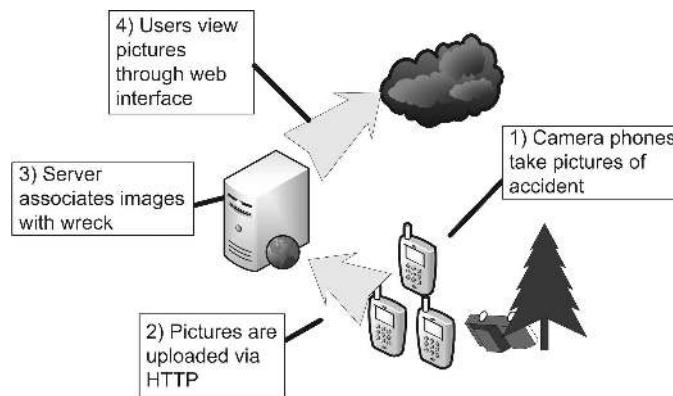 4) Users view
pictures
through web
interface
1) Camera phones
take pictures of
accident
3) Server
associates images
with wreck
2) Pictures are
uploaded via
HTTP